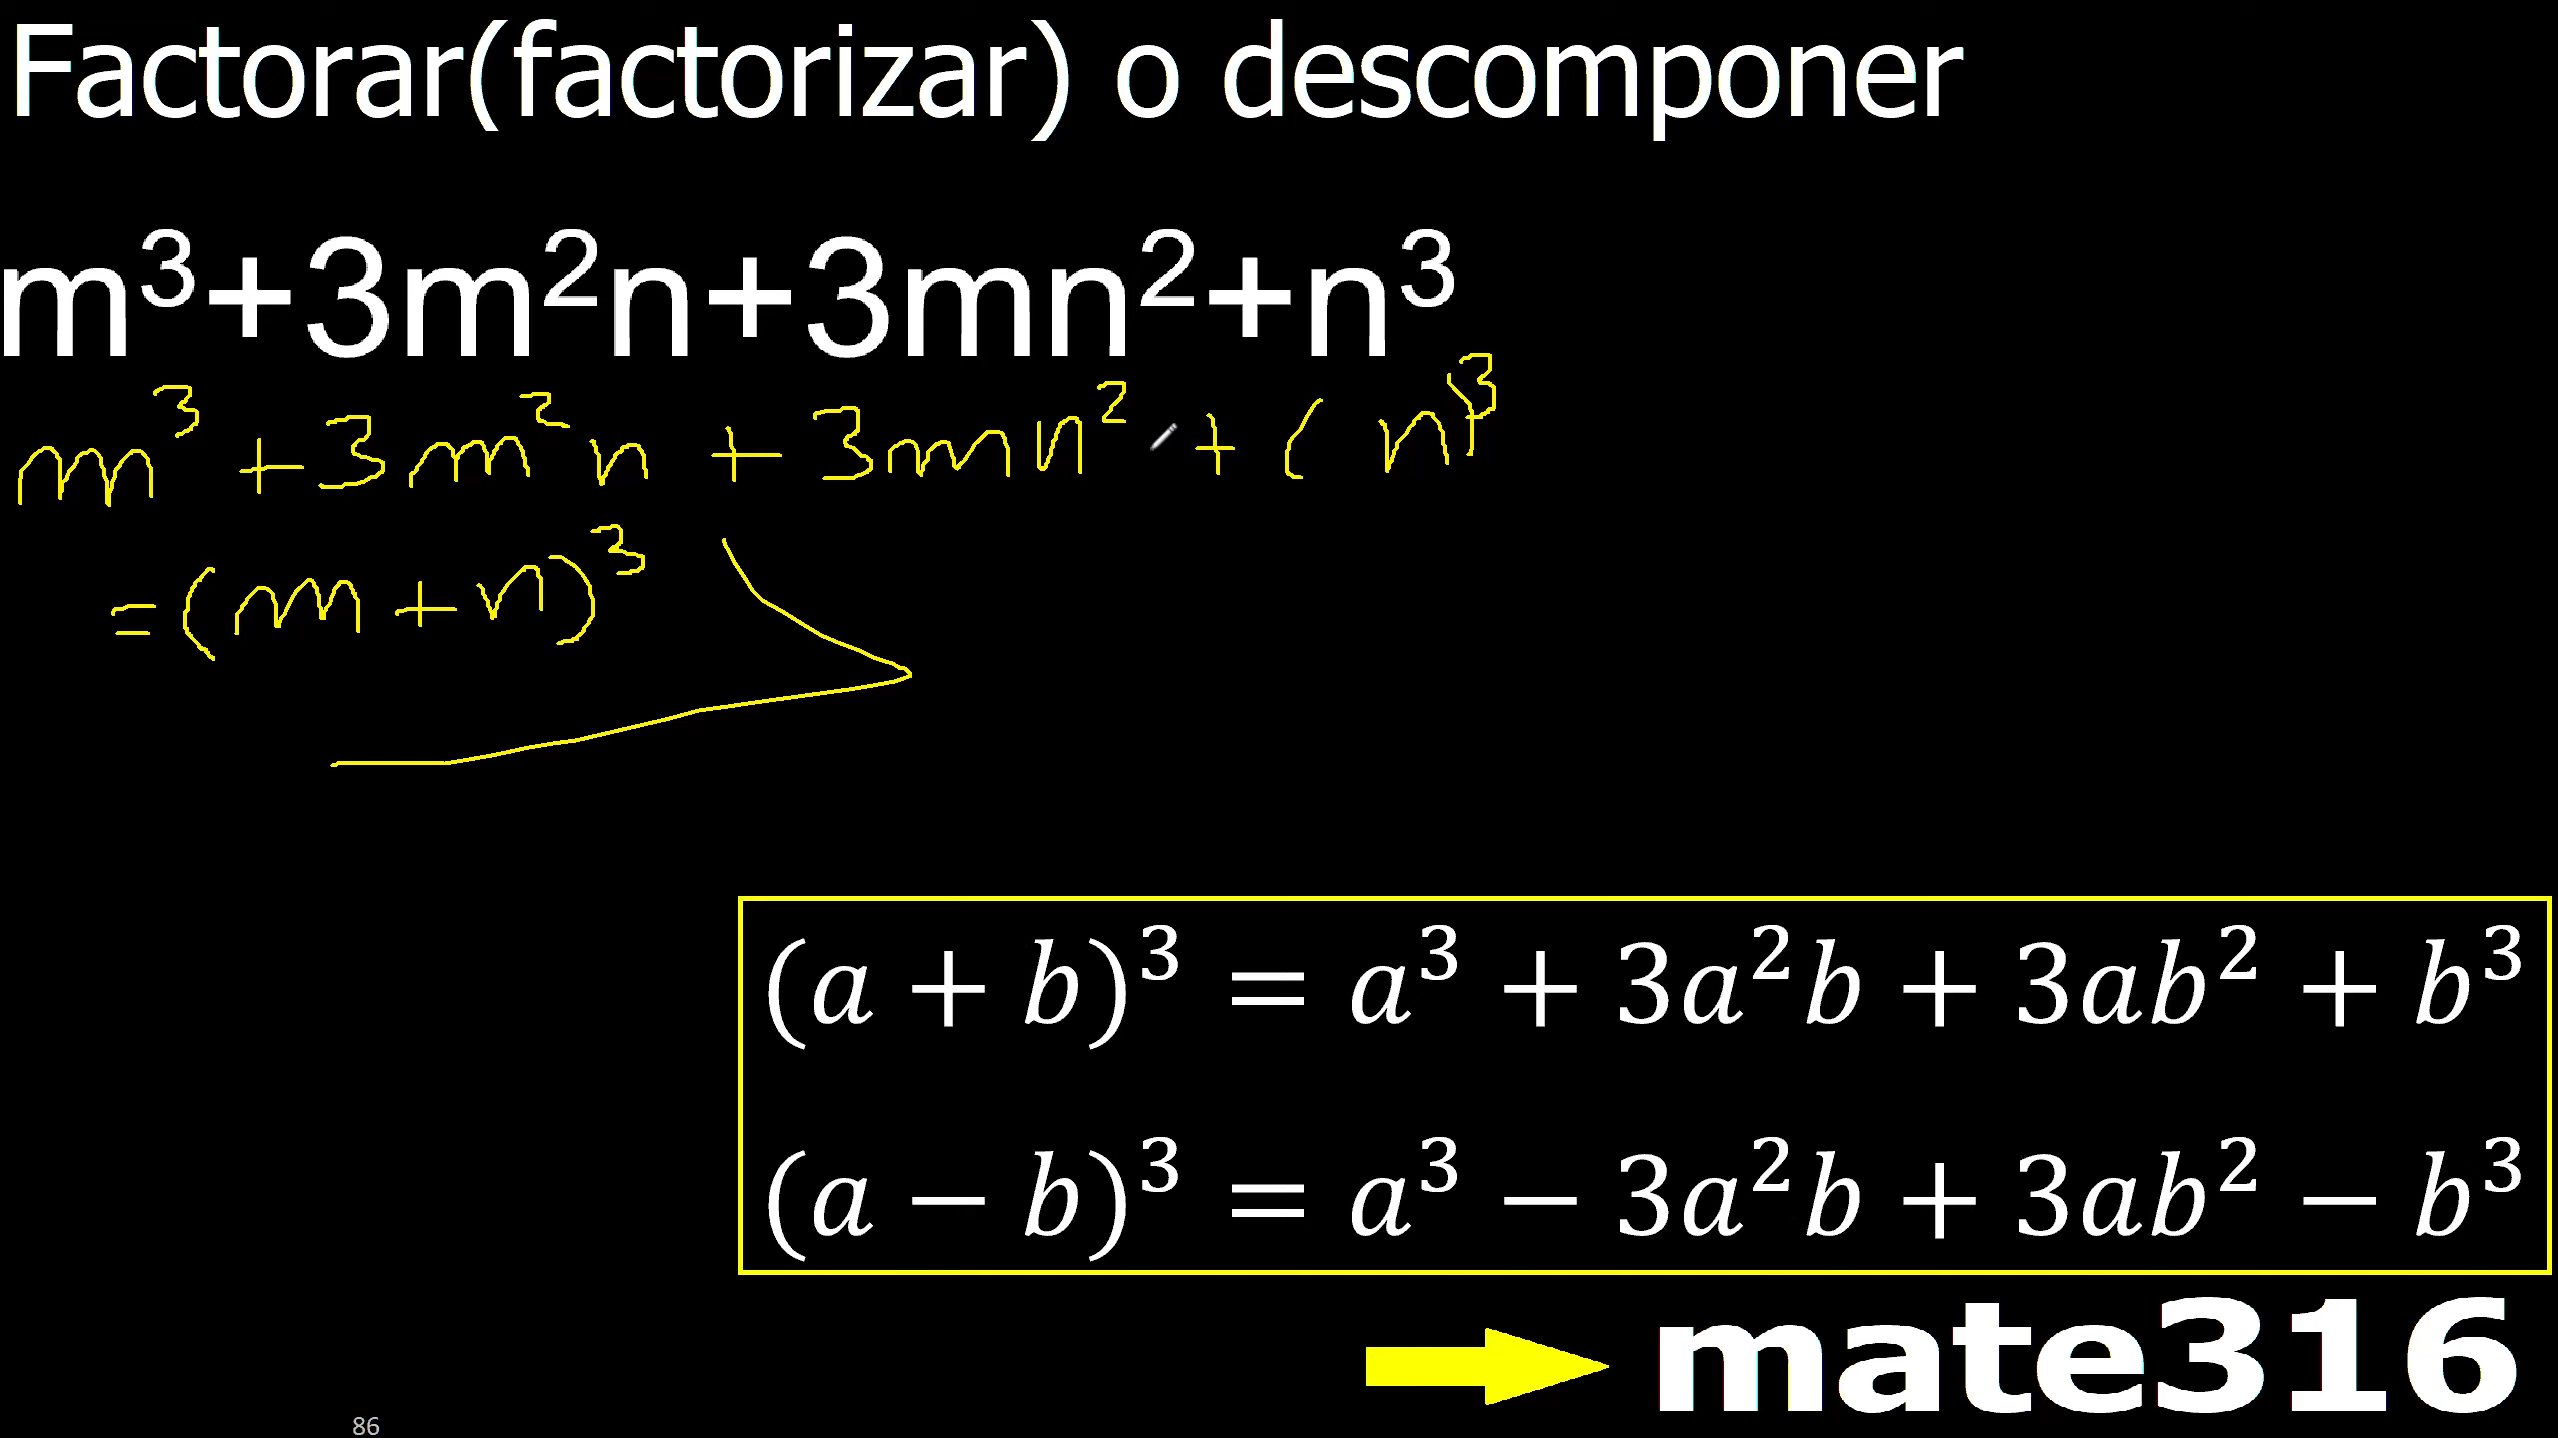 Factorar(factorizar) o descomponer
m³+3m²n+3mn²+n³
m³ + 3m²n + 3mn² + (n)³
= (m + n)³
(a + b)³ = a³ + 3a²b + 3ab² + b³
(a − b)³ = a³ − 3a²b + 3ab² − b³
mate316
86